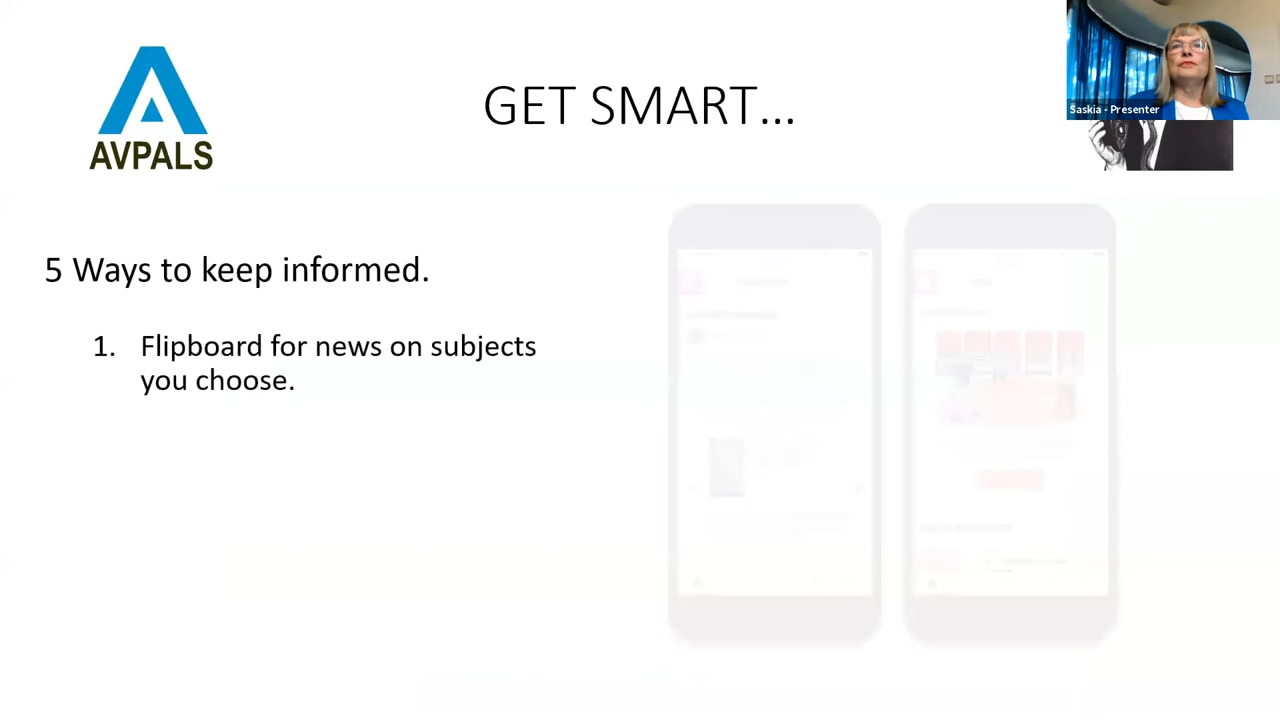 GET SMART...
Saskia - Presenter
AVPALS
5 Ways to keep informed.
1. Flipboard for news on subjects
you choose.